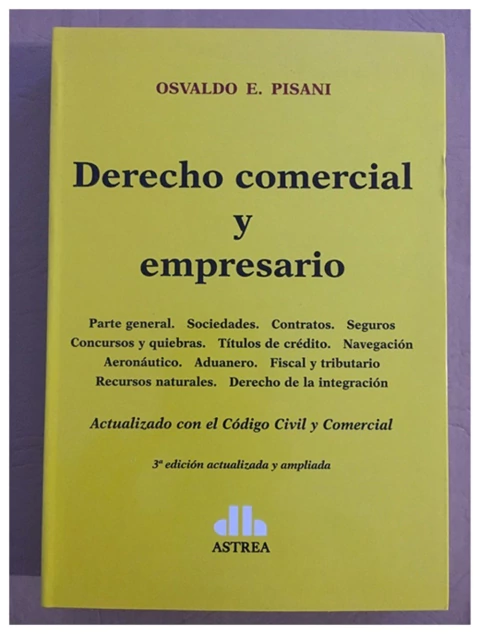 OSVALDO E. PISANI
Derecho comercial
y
empresario
Parte general. Sociedades. Contratos. Seguros
Concursos y quiebras. Títulos de crédito. Navegación
Aeronáutico. Aduanero. Fiscal y tributario
Recursos naturales. Derecho de la integración
Actualizado con el Código Civil y Comercial
3ª edición actualizada y ampliada
ASTREA